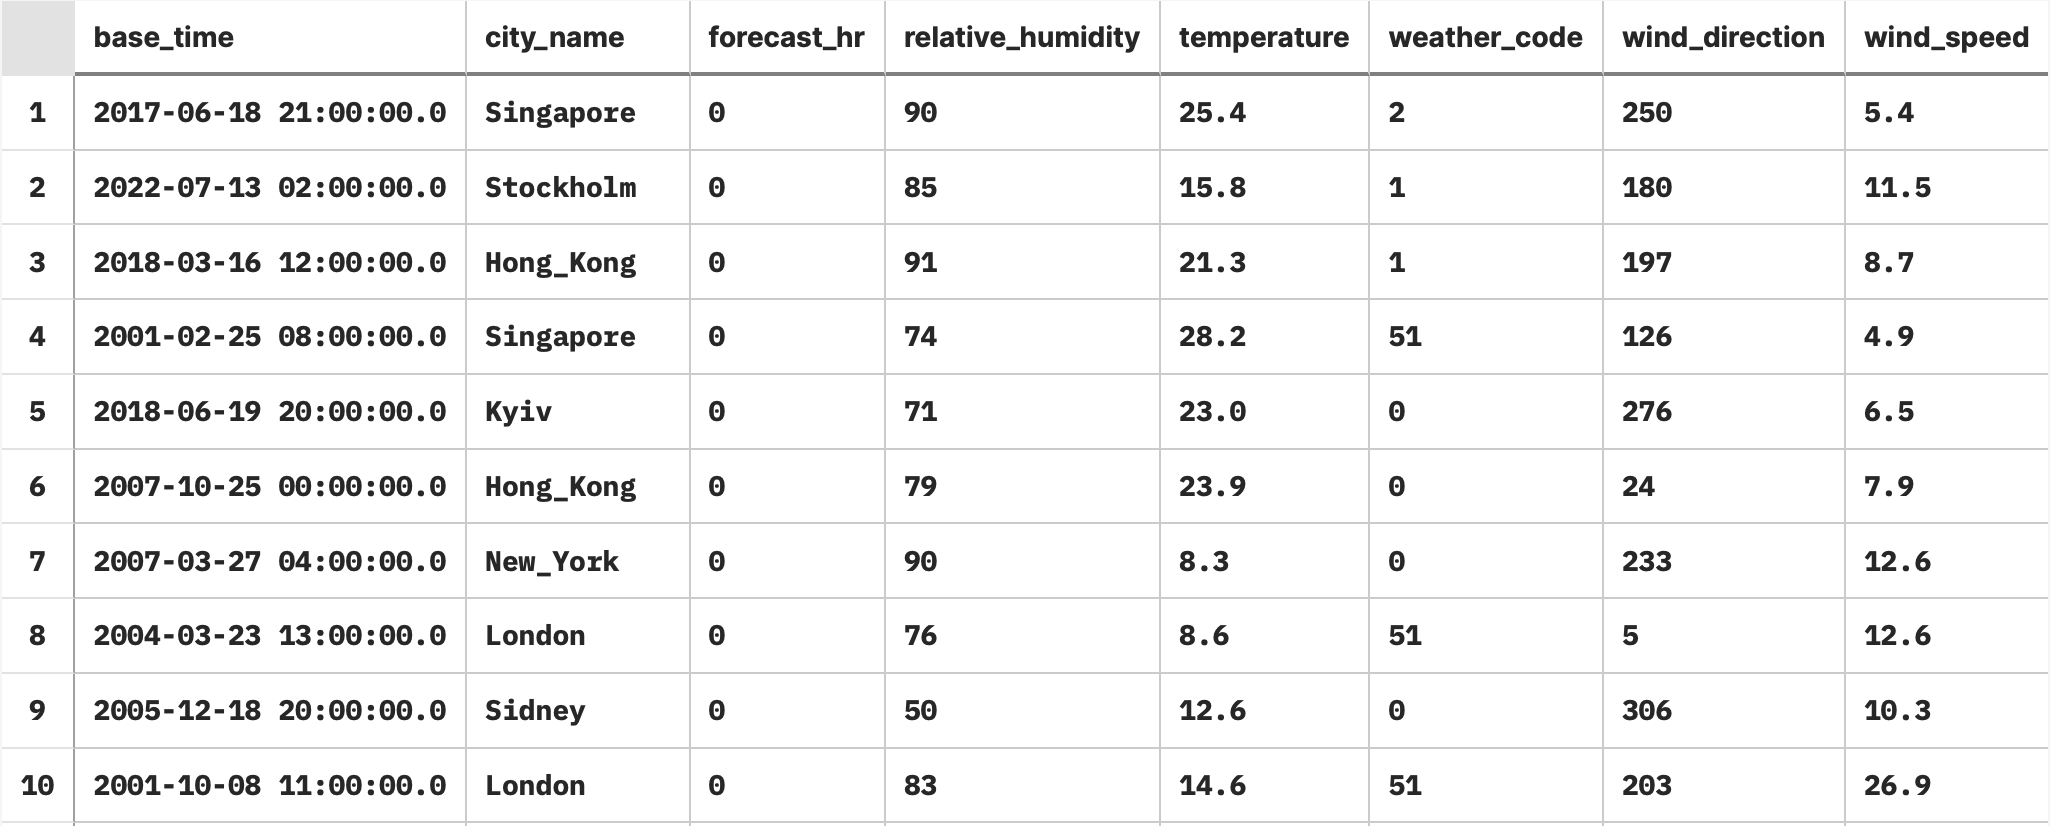 base_time city_name forecast_hr relative_humidity temperature weather_code wind_direction wind_speed
1 2017-06-18 21:00:00.0 Singapore 0 90 25.4 2 250 5.4
2 2022-07-13 02:00:00.0 Stockholm 0 85 15.8 1 180 11.5
3 2018-03-16 12:00:00.0 Hong_Kong 0 91 21.3 1 197 8.7
4 2001-02-25 08:00:00.0 Singapore 0 74 28.2 51 126 4.9
5 2018-06-19 20:00:00.0 Kyiv 0 71 23.0 0 276 6.5
6 2007-10-25 00:00:00.0 Hong_Kong 0 79 23.9 0 24 7.9
7 2007-03-27 04:00:00.0 New_York 0 90 8.3 0 233 12.6
8 2004-03-23 13:00:00.0 London 0 76 8.6 51 5 12.6
9 2005-12-18 20:00:00.0 Sidney 0 50 12.6 0 306 10.3
10 2001-10-08 11:00:00.0 London 0 83 14.6 51 203 26.9